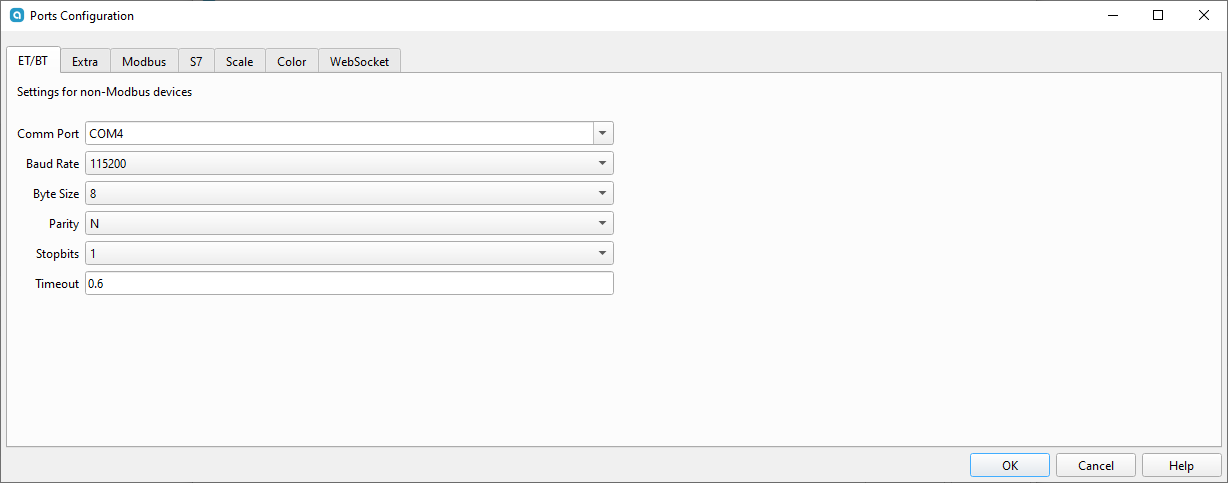 Ports Configuration
ET/BT Extra Modbus S7 Scale Color WebSocket
Settings for non-Modbus devices
Comm Port COM4
Baud Rate 115200
Byte Size 8
Parity N
Stopbits 1
Timeout 0.6
OK Cancel Help